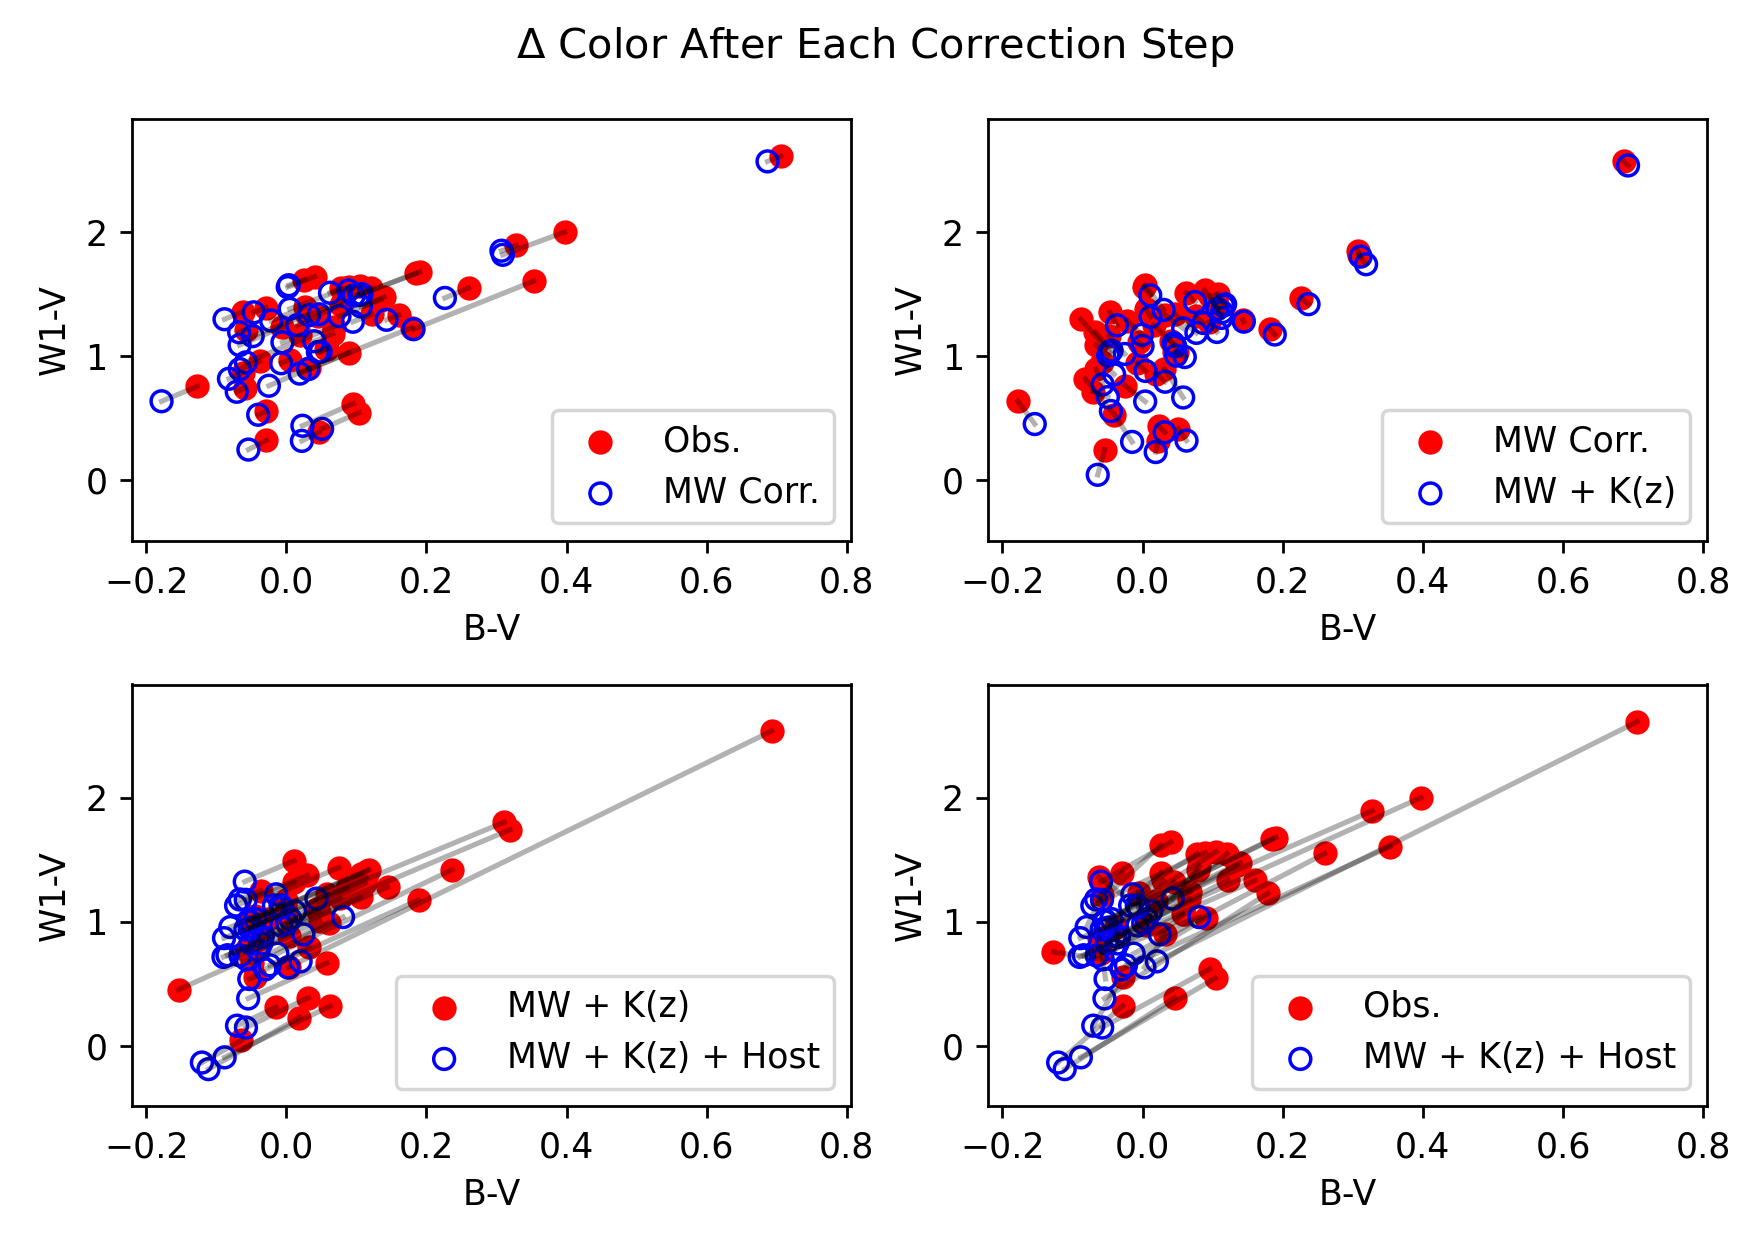 Δ Color After Each Correction Step
W1-V
2
1
0
Obs.
MW Corr.
−0.2 0.0 0.2 0.4 0.6 0.8
B-V
W1-V
2
1
0
MW Corr.
MW + K(z)
−0.2 0.0 0.2 0.4 0.6 0.8
B-V
W1-V
2
1
0
MW + K(z)
MW + K(z) + Host
−0.2 0.0 0.2 0.4 0.6 0.8
B-V
W1-V
2
1
0
Obs.
MW + K(z) + Host
−0.2 0.0 0.2 0.4 0.6 0.8
B-V